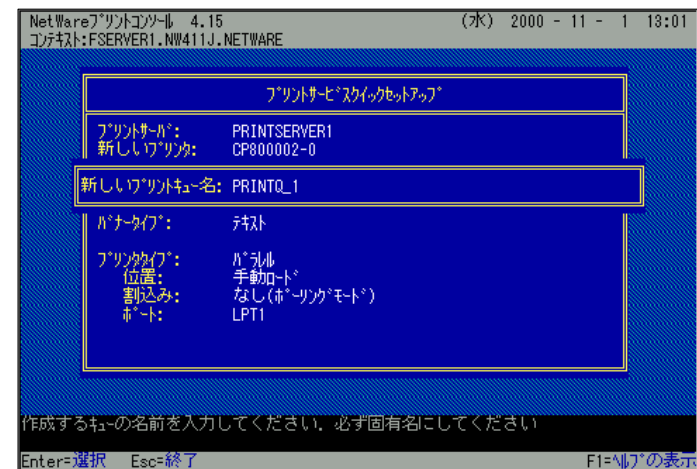 NetWareﾌﾟﾘﾝﾄｺﾝｿｰﾙ 4.15 (水) 2000 - 11 - 1 13:01
ｺﾝﾃｷｽﾄ:FSERVER1.NW411J.NETWARE
ﾌﾟﾘﾝﾄｻｰﾋﾞｽｸｲｯｸｾｯﾄｱｯﾌﾟ
ﾌﾟﾘﾝﾄｻｰﾊﾞ: PRINTSERVER1
新しいﾌﾟﾘﾝﾀ: CP800002-0
新しいﾌﾟﾘﾝﾄｷｭｰ名: PRINTQ_1
ﾊﾞﾅｰﾀｲﾌﾟ: ﾃｷｽﾄ
ﾌﾟﾘﾝﾀﾀｲﾌﾟ: ﾊﾟﾗﾚﾙ
位置: 手動ﾛｰﾄﾞ
割込み: なし(ﾎﾟｰﾘﾝｸﾞﾓｰﾄﾞ)
ﾎﾟｰﾄ: LPT1
作成するｷｭｰの名前を入力してください. 必ず固有名にしてください
Enter=選択 Esc=終了 F1=ﾍﾙﾌﾟの表示